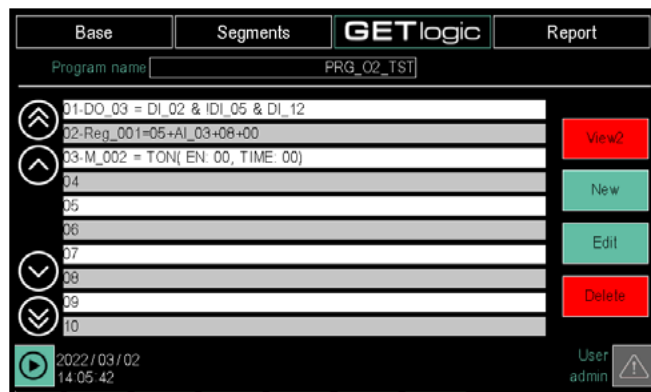 Base Segments GETlogic Report
Program name PRG_02_TST
01-DO_03 = DI_02 & !DI_05 & DI_12
02-Reg_001=05+AI_03+08+00
03-M_002 = TON( EN: 00, TIME: 00)
04
05
06
07
08
09
10
View2
New
Edit
Delete
2022/03/02
14:05:42
User
admin